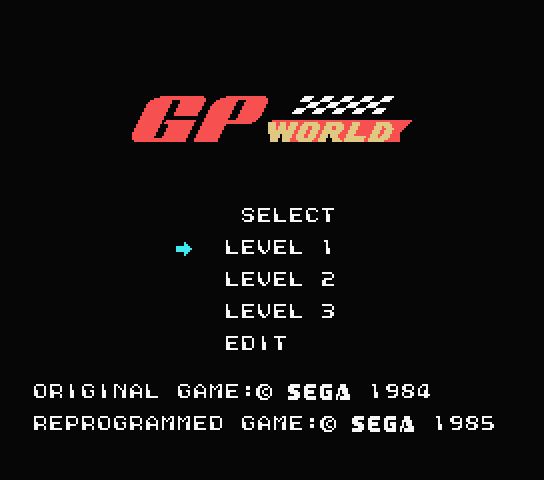 GP WORLD
SELECT
LEVEL 1
LEVEL 2
LEVEL 3
EDIT
ORIGINAL GAME:© SEGA 1984
REPROGRAMMED GAME:© SEGA 1985